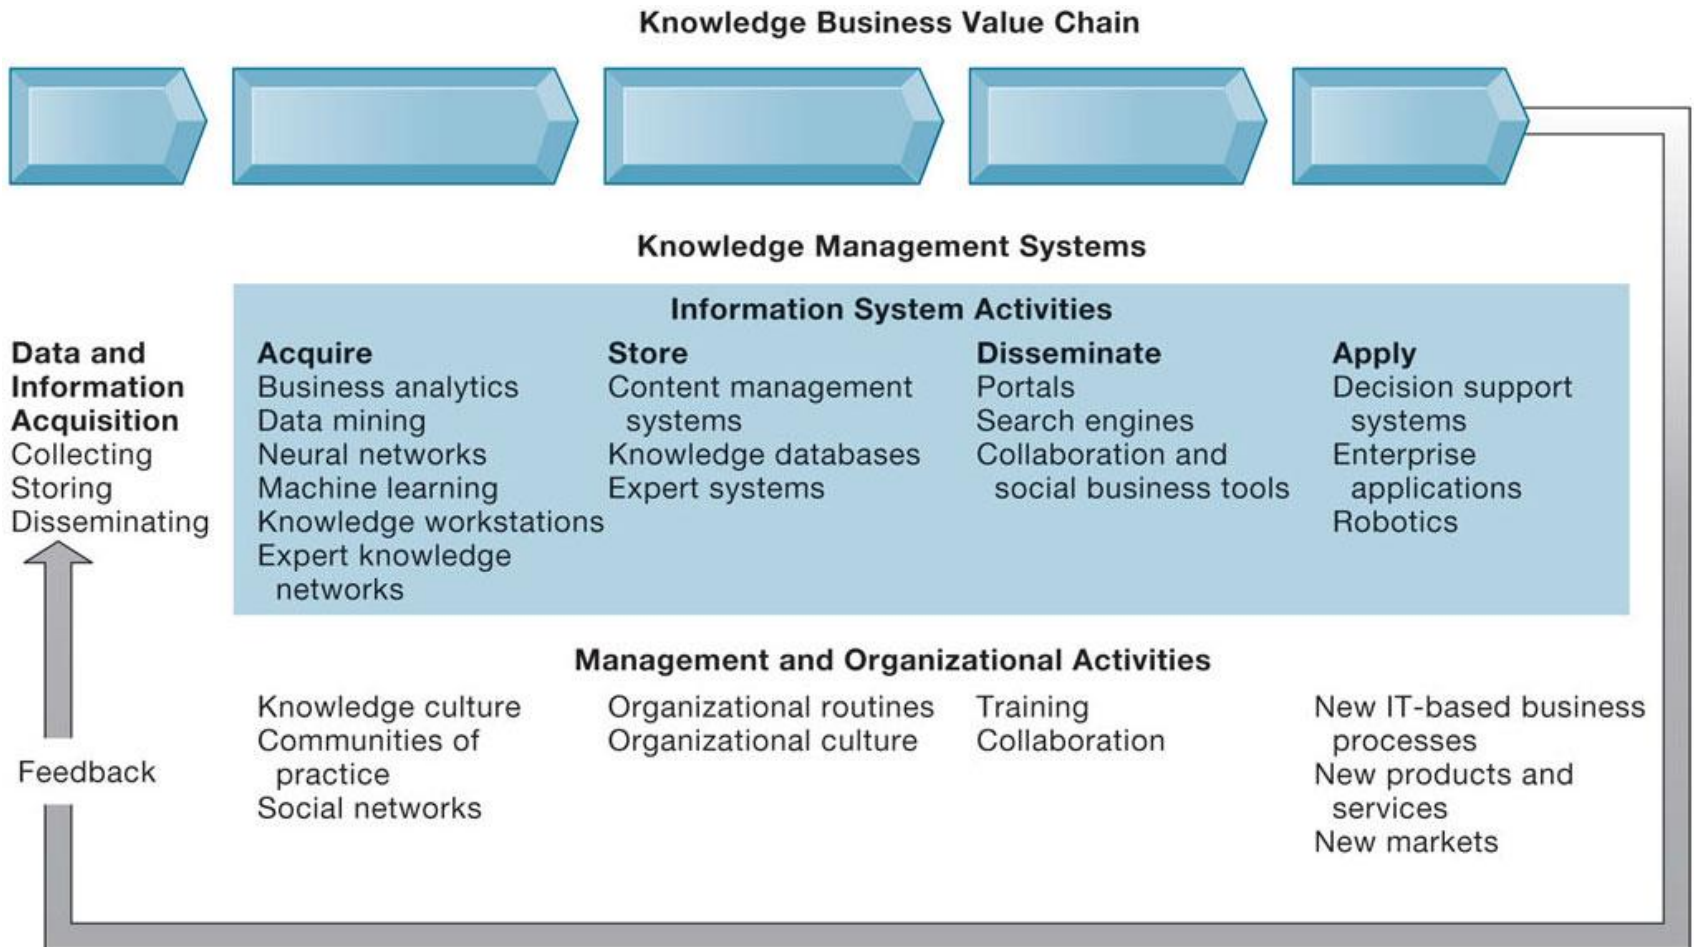 Knowledge Business Value Chain
Knowledge Management Systems
Information System Activities
Data and
Information
Acquisition
Collecting
Storing
Disseminating
Acquire
Business analytics
Data mining
Neural networks
Machine learning
Knowledge workstations
Expert knowledge
networks
Store
Content management
systems
Knowledge databases
Expert systems
Disseminate
Portals
Search engines
Collaboration and
social business tools
Apply
Decision support
systems
Enterprise
applications
Robotics
Management and Organizational Activities
Knowledge culture
Communities of
practice
Social networks
Organizational routines
Organizational culture
Training
Collaboration
New IT-based business
processes
New products and
services
New markets
Feedback